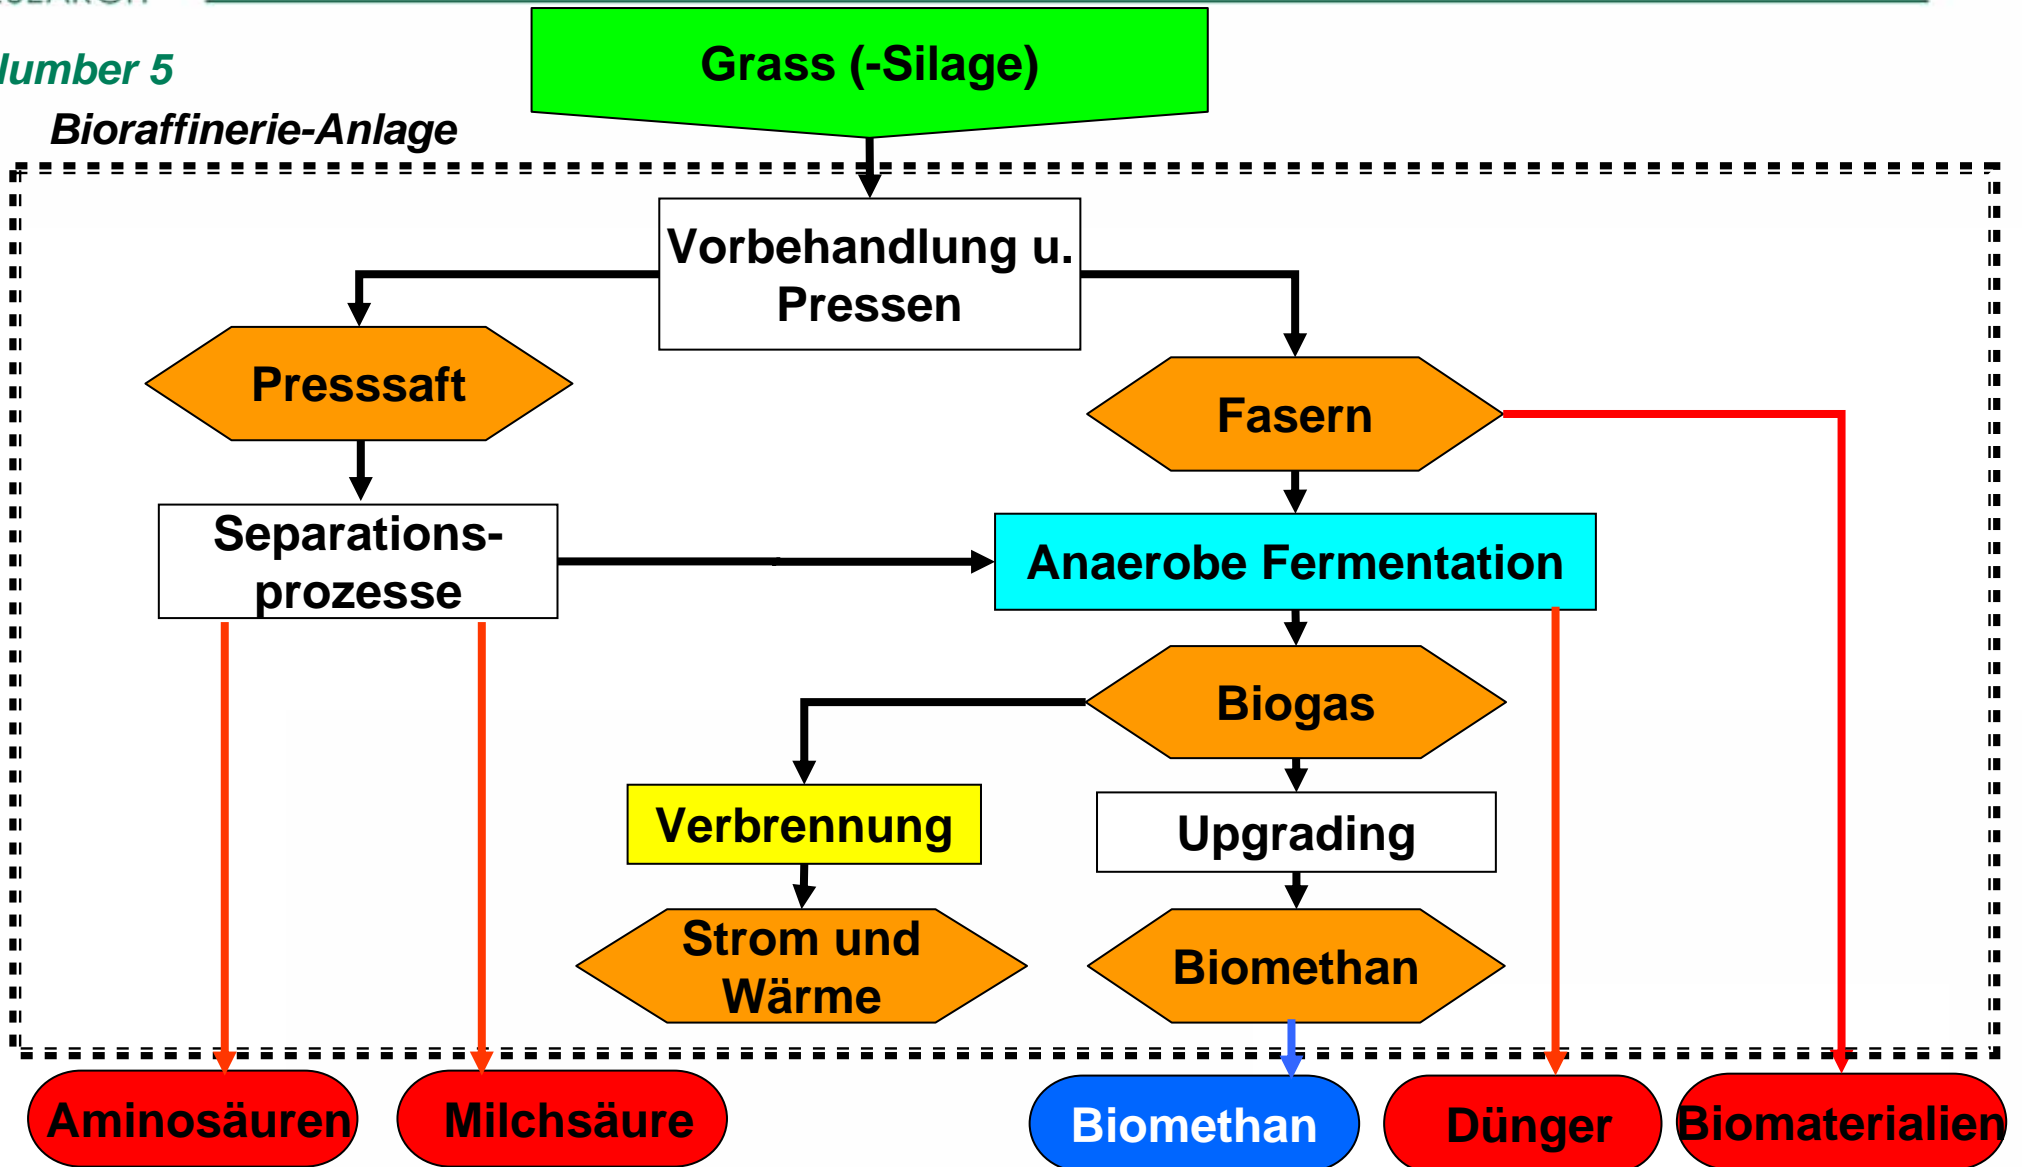 Number 5
Grass (-Silage)
Bioraffinerie-Anlage
Vorbehandlung u.
Pressen
Presssaft
Fasern
Separations-
prozesse
Anaerobe Fermentation
Biogas
Verbrennung
Upgrading
Strom und
Wärme
Biomethan
Aminosäuren
Milchsäure
Biomethan
Dünger
Biomaterialien